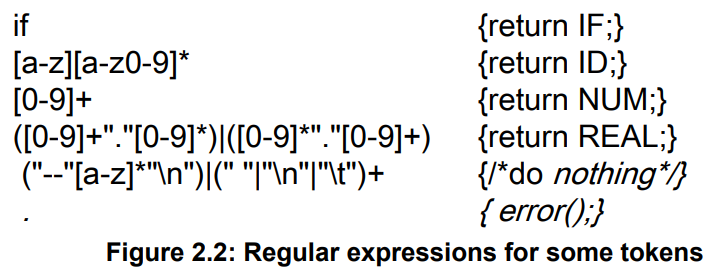 if {return IF;}
[a-z][a-z0-9]* {return ID;}
[0-9]+ {return NUM;}
([0-9]+"."[0-9]*)|([0-9]*"."[0-9]+) {return REAL;}
("--"[a-z]*"\n")|(" "|"\n"|"\t")+ {/*do nothing*/}
. { error();}
Figure 2.2: Regular expressions for some tokens